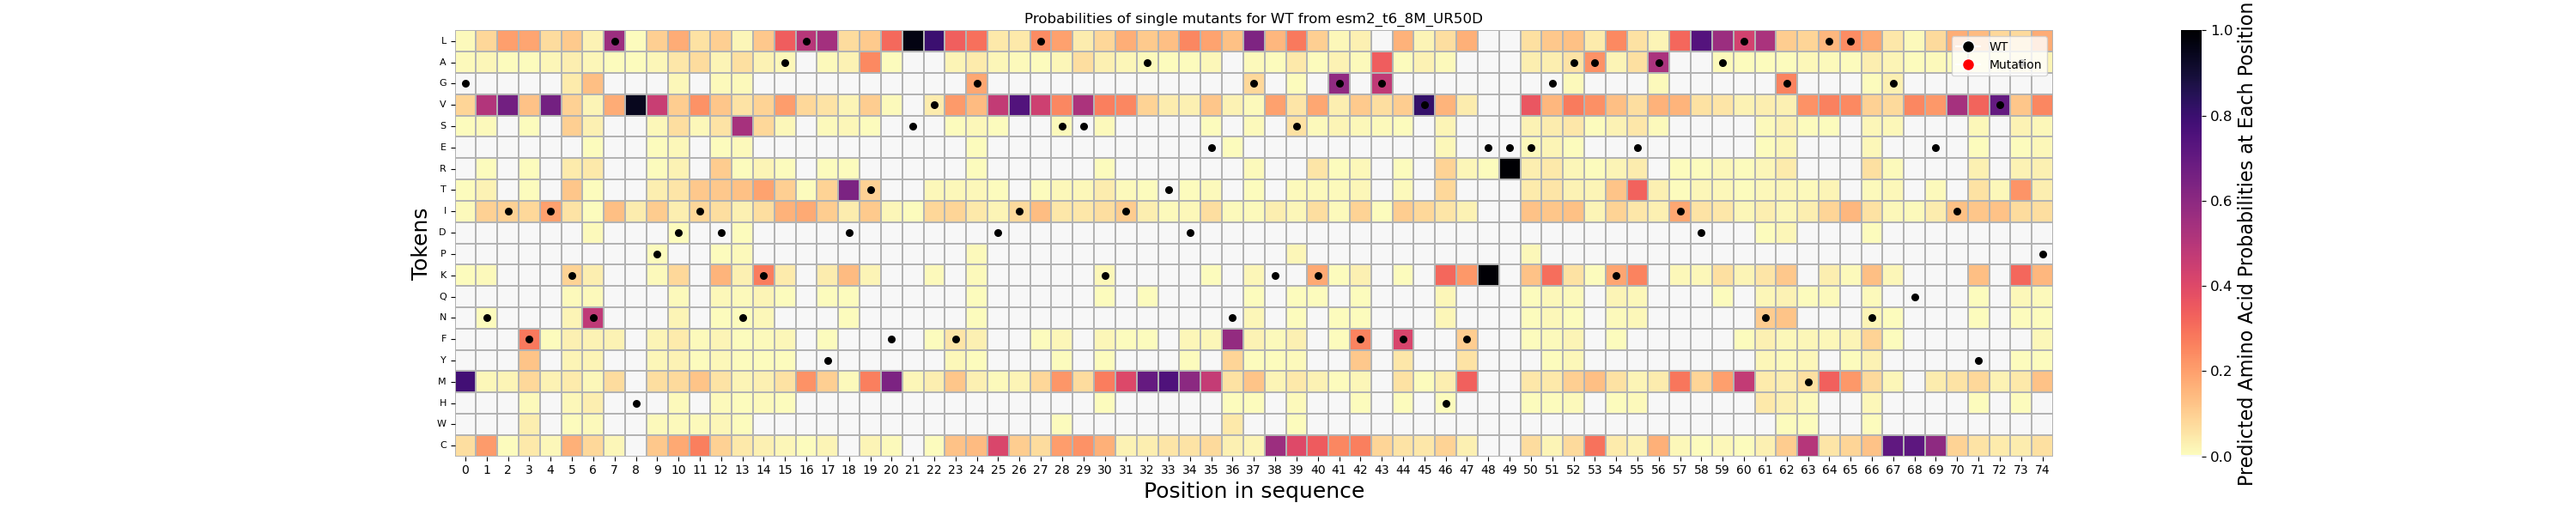 Probabilities of single mutants for WT from esm2_t6_8M_UR50D
Tokens
L
A
G
V
S
E
R
T
I
D
P
K
Q
N
F
Y
M
H
W
C
WT
Mutation
0 1 2 3 4 5 6 7 8 9 10 11 12 13 14 15 16 17 18 19 20 21 22 23 24 25 26 27 28 29 30 31 32 33 34 35 36 37 38 39 40 41 42 43 44 45 46 47 48 49 50 51 52 53 54 55 56 57 58 59 60 61 62 63 64 65 66 67 68 69 70 71 72 73 74
Position in sequence
1.0
0.8
0.6
0.4
0.2
0.0
Predicted Amino Acid Probabilities at Each Position